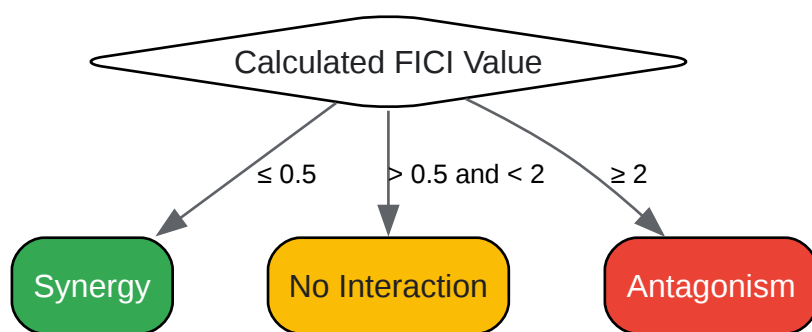 Calculated FICI Value
≤ 0.5
> 0.5 and < 2
≥ 2
Synergy
No Interaction
Antagonism